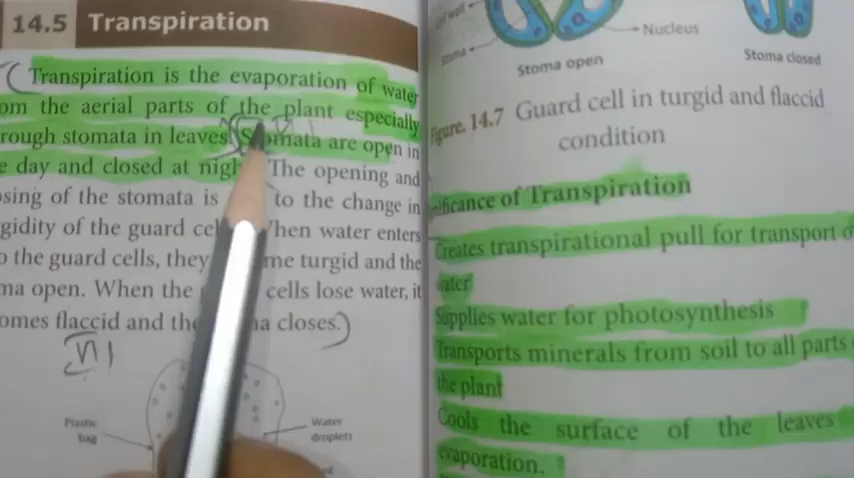 14.5 Transpiration
Transpiration is the evaporation of water
om the aerial parts of the plant especially
rough stomata in leaves. Stomata are open in
e day and closed at nigh The opening and
sing of the stomata is to the change in
gidity of the guard ce When water enters
o the guard cells, they me turgid and the
ma open. When the cells lose water, it
omes flaccid and th a closes.
Plastic
bag
Water
droplets
Nucleus
Stoma
Stoma open
Stoma closed
Figure. 14.7 Guard cell in turgid and flaccid
condition
ificance of Transpiration
Creates transpirational pull for transport o
water
Supplies water for photosynthesis
Transports minerals from soil to all parts
the plant
Cools the surface of the leaves
evaporation.